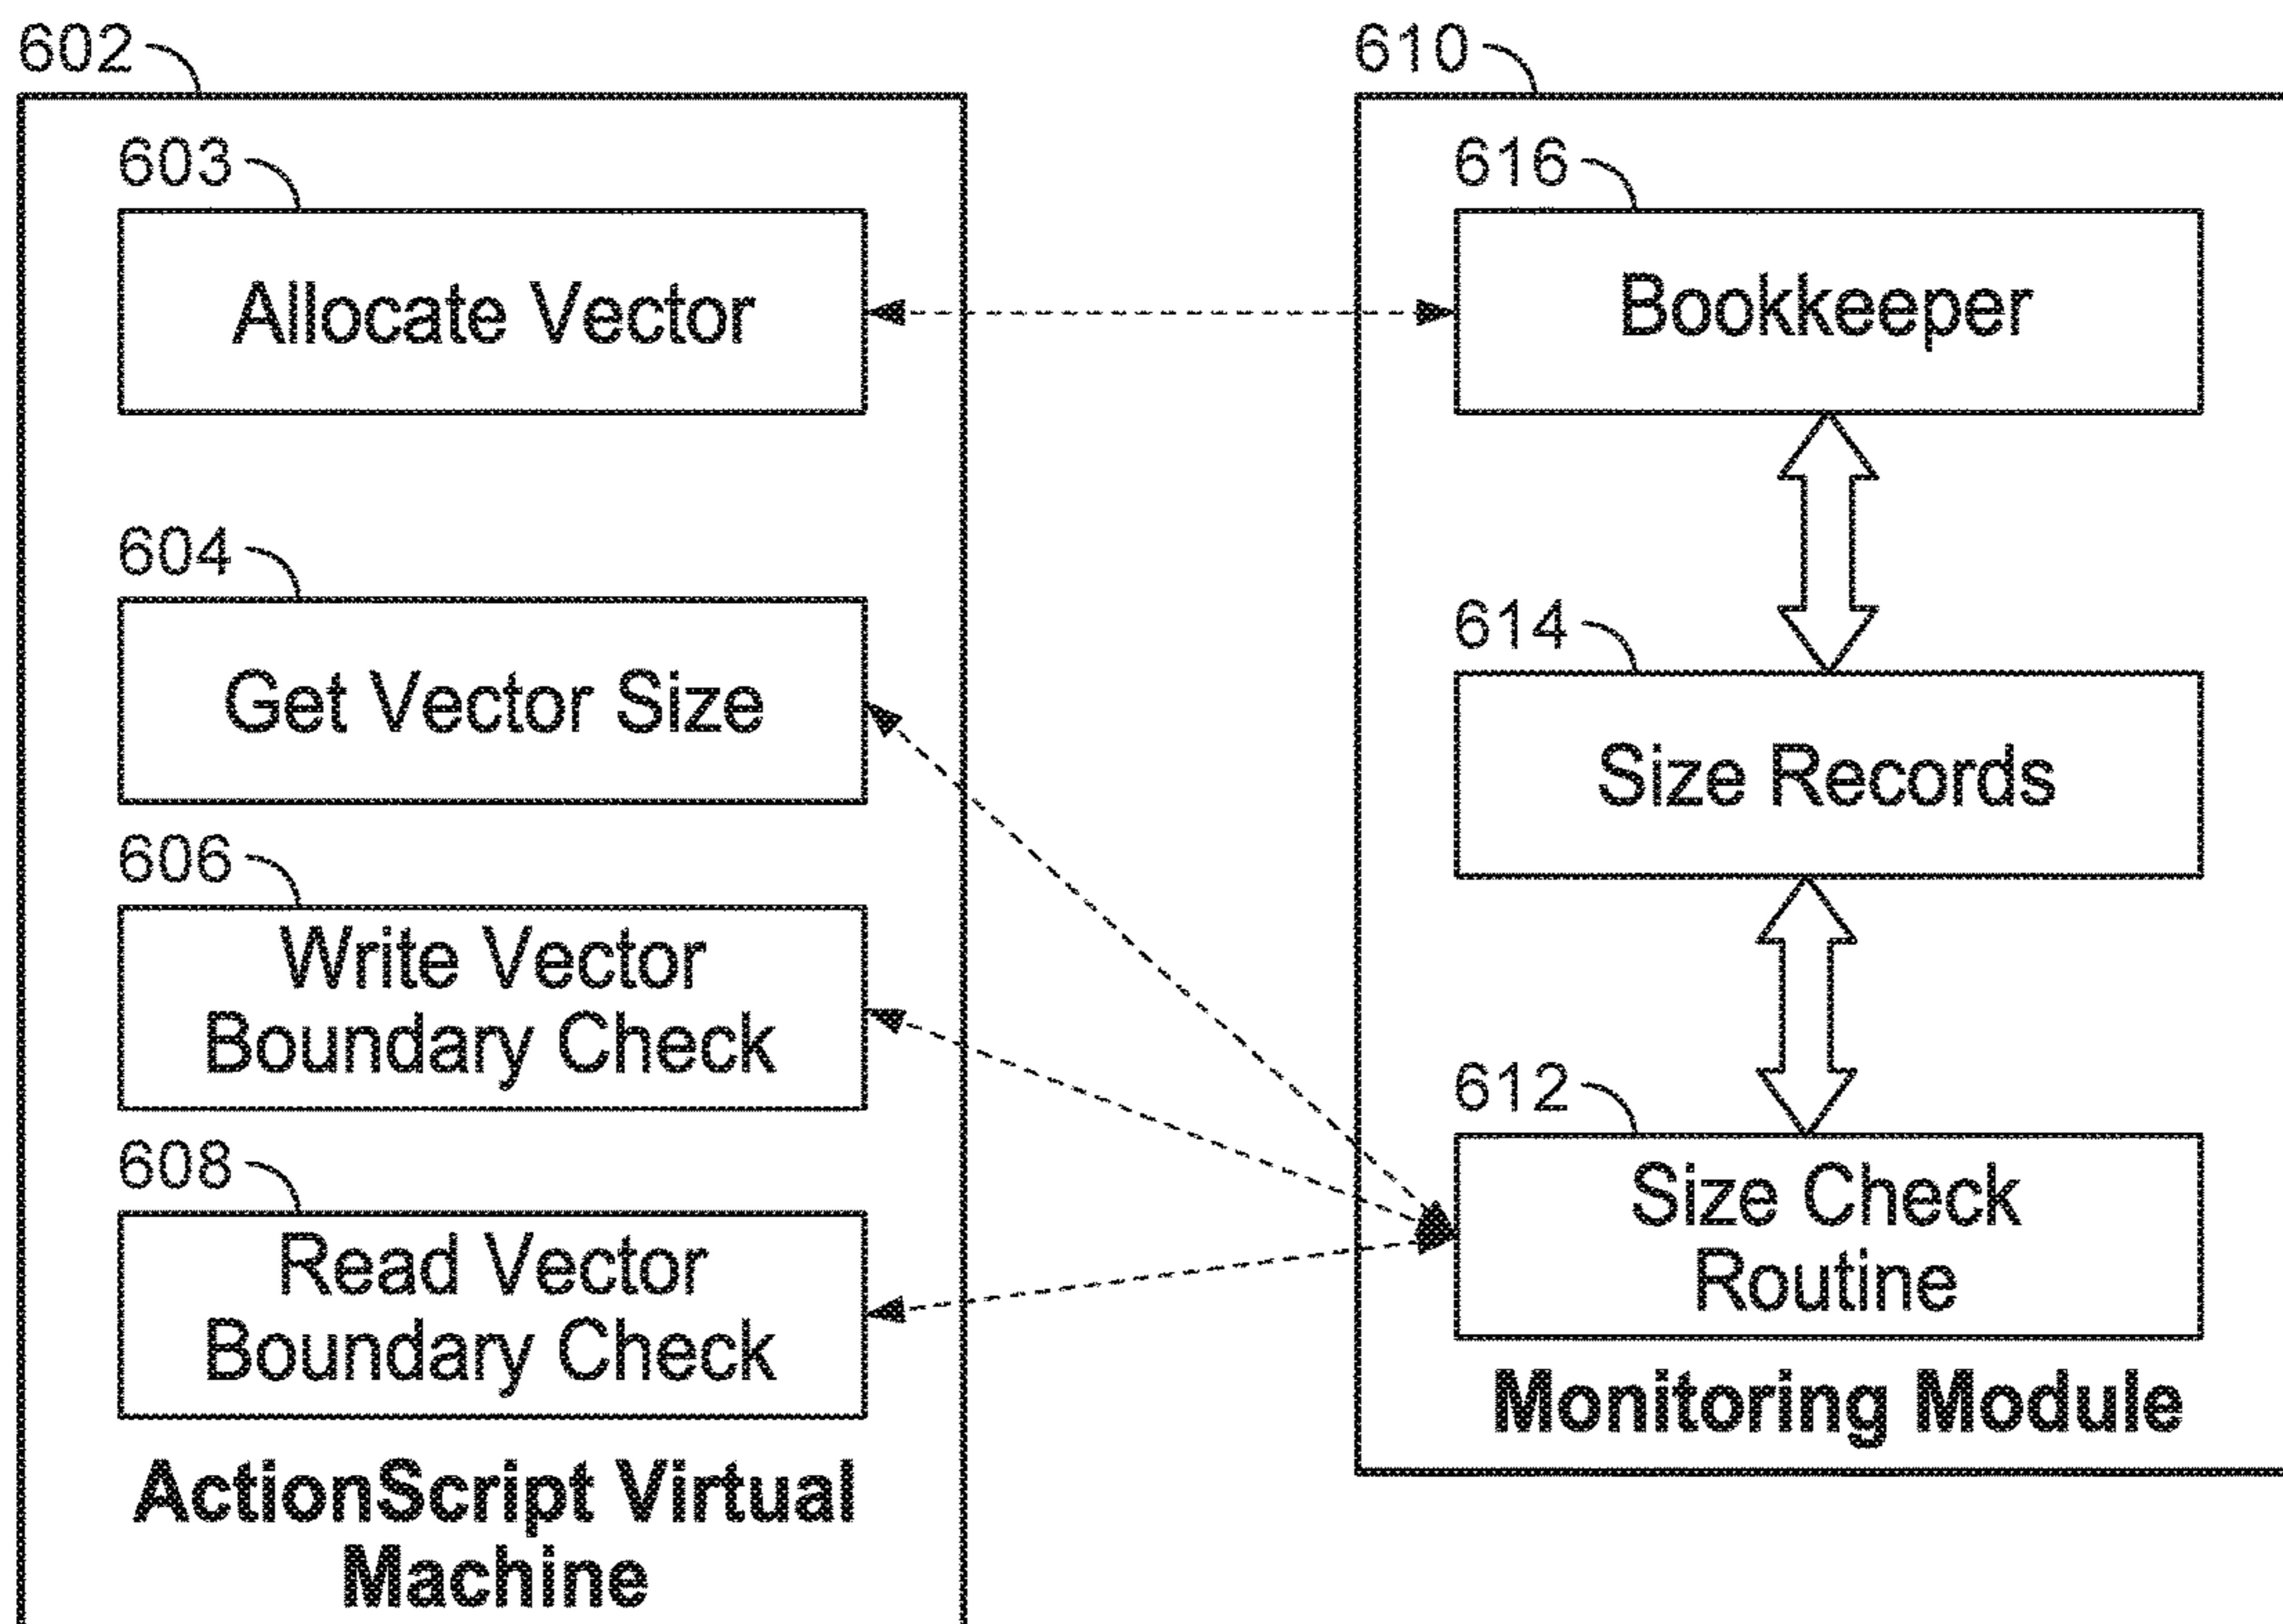 602
603
Allocate Vector
604
Get Vector Size
606
Write Vector
Boundary Check
608
Read Vector
Boundary Check
ActionScript Virtual
Machine
610
616
Bookkeeper
614
Size Records
612
Size Check
Routine
Monitoring Module